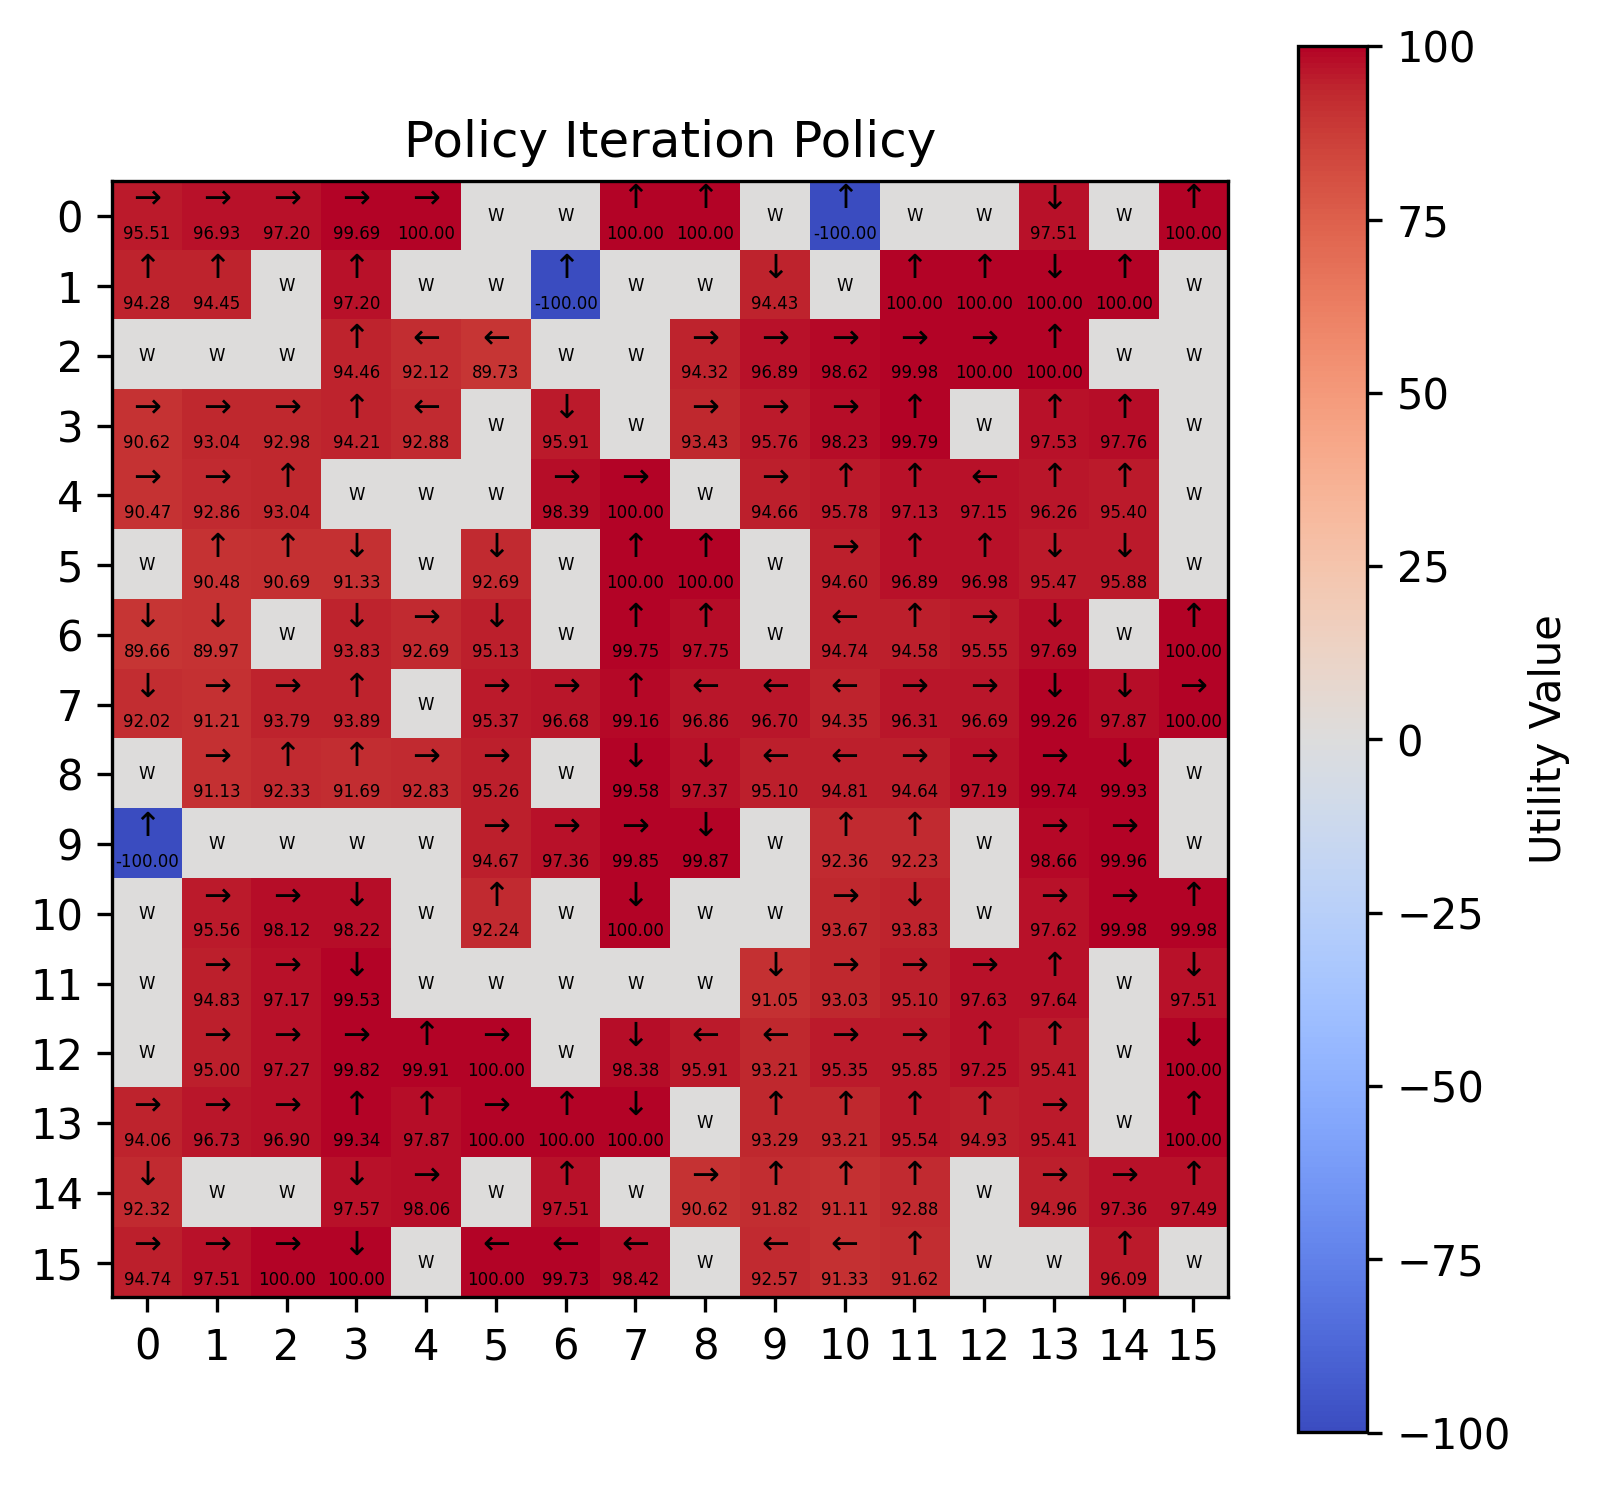 Policy Iteration Policy
0 → → → → → W W ↑ ↑ W ↑ W W ↓ W ↑
95.51 96.93 97.20 99.69 100.00 100.00 100.00 -100.00 97.51 100.00
1 ↑ ↑ W ↑ W W ↑ W W ↓ W ↑ ↑ ↓ ↑ W
94.28 94.45 97.20 -100.00 94.43 100.00 100.00 100.00 100.00
2 W W W ↑ ← ← W W → → → → → ↑ W W
94.46 92.12 89.73 94.32 96.89 98.62 99.98 100.00 100.00
3 → → → ↑ ← W ↓ W → → → ↑ W ↑ ↑ W
90.62 93.04 92.98 94.21 92.88 95.91 93.43 95.76 98.23 99.79 97.53 97.76
4 → → ↑ W W W → → W → ↑ ↑ ← ↑ ↑ W
90.47 92.86 93.04 98.39 100.00 94.66 95.78 97.13 97.15 96.26 95.40
5 W ↑ ↑ ↓ W ↓ W ↑ ↑ W → ↑ ↑ ↓ ↓ W
90.48 90.69 91.33 92.69 100.00 100.00 94.60 96.89 96.98 95.47 95.88
6 ↓ ↓ W ↓ → ↓ W ↑ ↑ W ← ↑ → ↓ W ↑
89.66 89.97 93.83 92.69 95.13 99.75 97.75 94.74 94.58 95.55 97.69 100.00
7 ↓ → → ↑ W → → ↑ ← ← ← → → ↓ ↓ →
92.02 91.21 93.79 93.89 95.37 96.68 99.16 96.86 96.70 94.35 96.31 96.69 99.26 97.87 100.00
8 W → ↑ ↑ → → W ↓ ↓ ← ← → → → ↓ W
91.13 92.33 91.69 92.83 95.26 99.58 97.37 95.10 94.81 94.64 97.19 99.74 99.93
9 ↑ W W W W → → → ↓ W ↑ ↑ W → → W
-100.00 94.67 97.36 99.85 99.87 92.36 92.23 98.66 99.96
10 W → → ↓ W ↑ W ↓ W W → ↓ W → → ↑
95.56 98.12 98.22 92.24 100.00 93.67 93.83 97.62 99.98 99.98
11 W → → ↓ W W W W W ↓ → → → ↑ W ↓
94.83 97.17 99.53 91.05 93.03 95.10 97.63 97.64 97.51
12 W → → → ↑ → W ↓ ← ← → → ↑ ↑ W ↓
95.00 97.27 99.82 99.91 100.00 98.38 95.91 93.21 95.35 95.85 97.25 95.41 100.00
13 → → → ↑ ↑ → ↑ ↓ W ↑ ↑ ↑ ↑ → W ↑
94.06 96.73 96.90 99.34 97.87 100.00 100.00 100.00 93.29 93.21 95.54 94.93 95.41 100.00
14 ↓ W W ↓ → W ↑ W → ↑ ↑ ↑ W → → ↑
92.32 97.57 98.06 97.51 90.62 91.82 91.11 92.88 94.96 97.36 97.49
15 → → → ↓ W ← ← ← W ← ← ↑ W W ↑ W
94.74 97.51 100.00 100.00 100.00 99.73 98.42 92.57 91.33 91.62 96.09
0 1 2 3 4 5 6 7 8 9 10 11 12 13 14 15
100
75
50
25
0
−25
−50
−75
−100
Utility Value